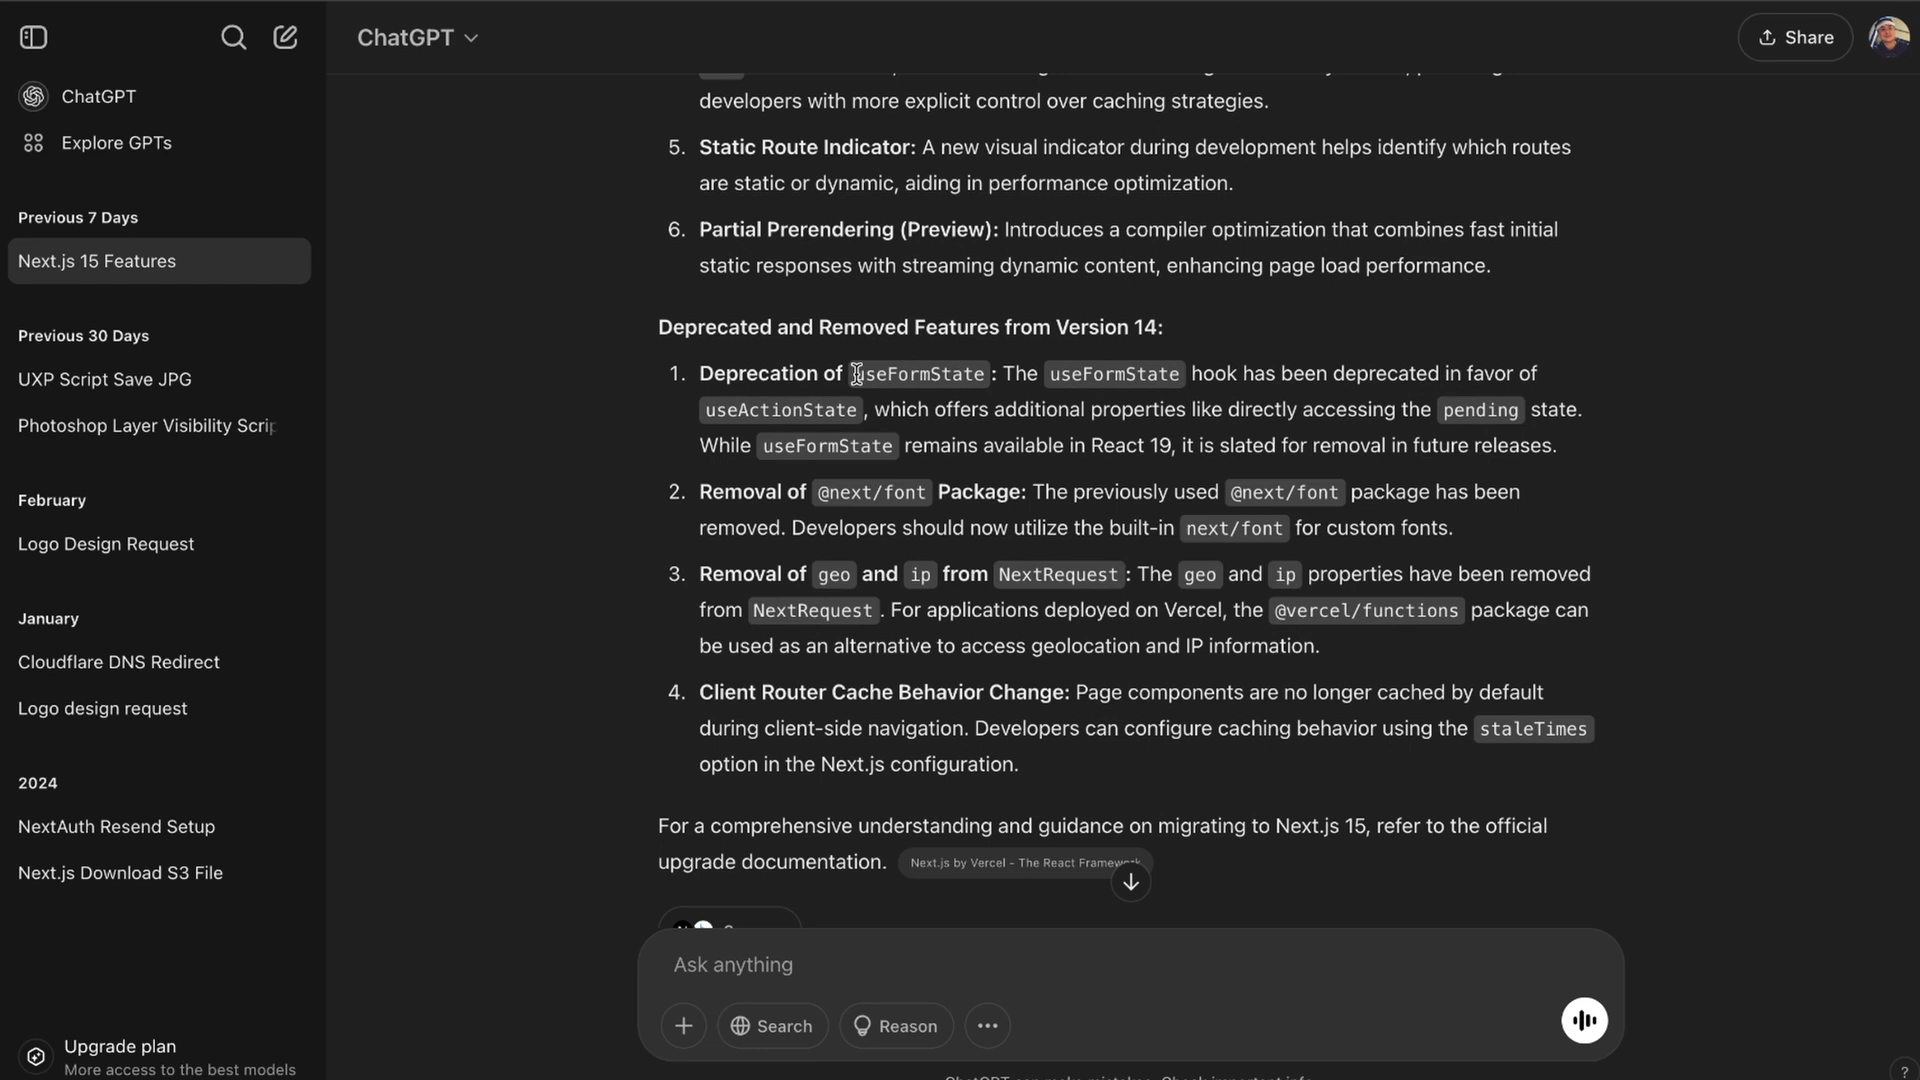 ChatGPT
Explore GPTs
Previous 7 Days
Next.js 15 Features
Previous 30 Days
UXP Script Save JPG
Photoshop Layer Visibility Scrip
February
Logo Design Request
January
Cloudflare DNS Redirect
Logo design request
2024
NextAuth Resend Setup
Next.js Download S3 File
Upgrade plan
More access to the best models
ChatGPT
Share
developers with more explicit control over caching strategies.
5. Static Route Indicator: A new visual indicator during development helps identify which routes
are static or dynamic, aiding in performance optimization.
6. Partial Prerendering (Preview): Introduces a compiler optimization that combines fast initial
static responses with streaming dynamic content, enhancing page load performance.
Deprecated and Removed Features from Version 14:
1. Deprecation of useFormState: The useFormState hook has been deprecated in favor of
useActionState, which offers additional properties like directly accessing the pending state.
While useFormState remains available in React 19, it is slated for removal in future releases.
2. Removal of @next/font Package: The previously used @next/font package has been
removed. Developers should now utilize the built-in next/font for custom fonts.
3. Removal of geo and ip from NextRequest: The geo and ip properties have been removed
from NextRequest. For applications deployed on Vercel, the @vercel/functions package can
be used as an alternative to access geolocation and IP information.
4. Client Router Cache Behavior Change: Page components are no longer cached by default
during client-side navigation. Developers can configure caching behavior using the staleTimes
option in the Next.js configuration.
For a comprehensive understanding and guidance on migrating to Next.js 15, refer to the official
upgrade documentation. Next.js by Vercel - The React Framework
Ask anything
Search
Reason
ChatGPT can make mistakes. Check important info.
?